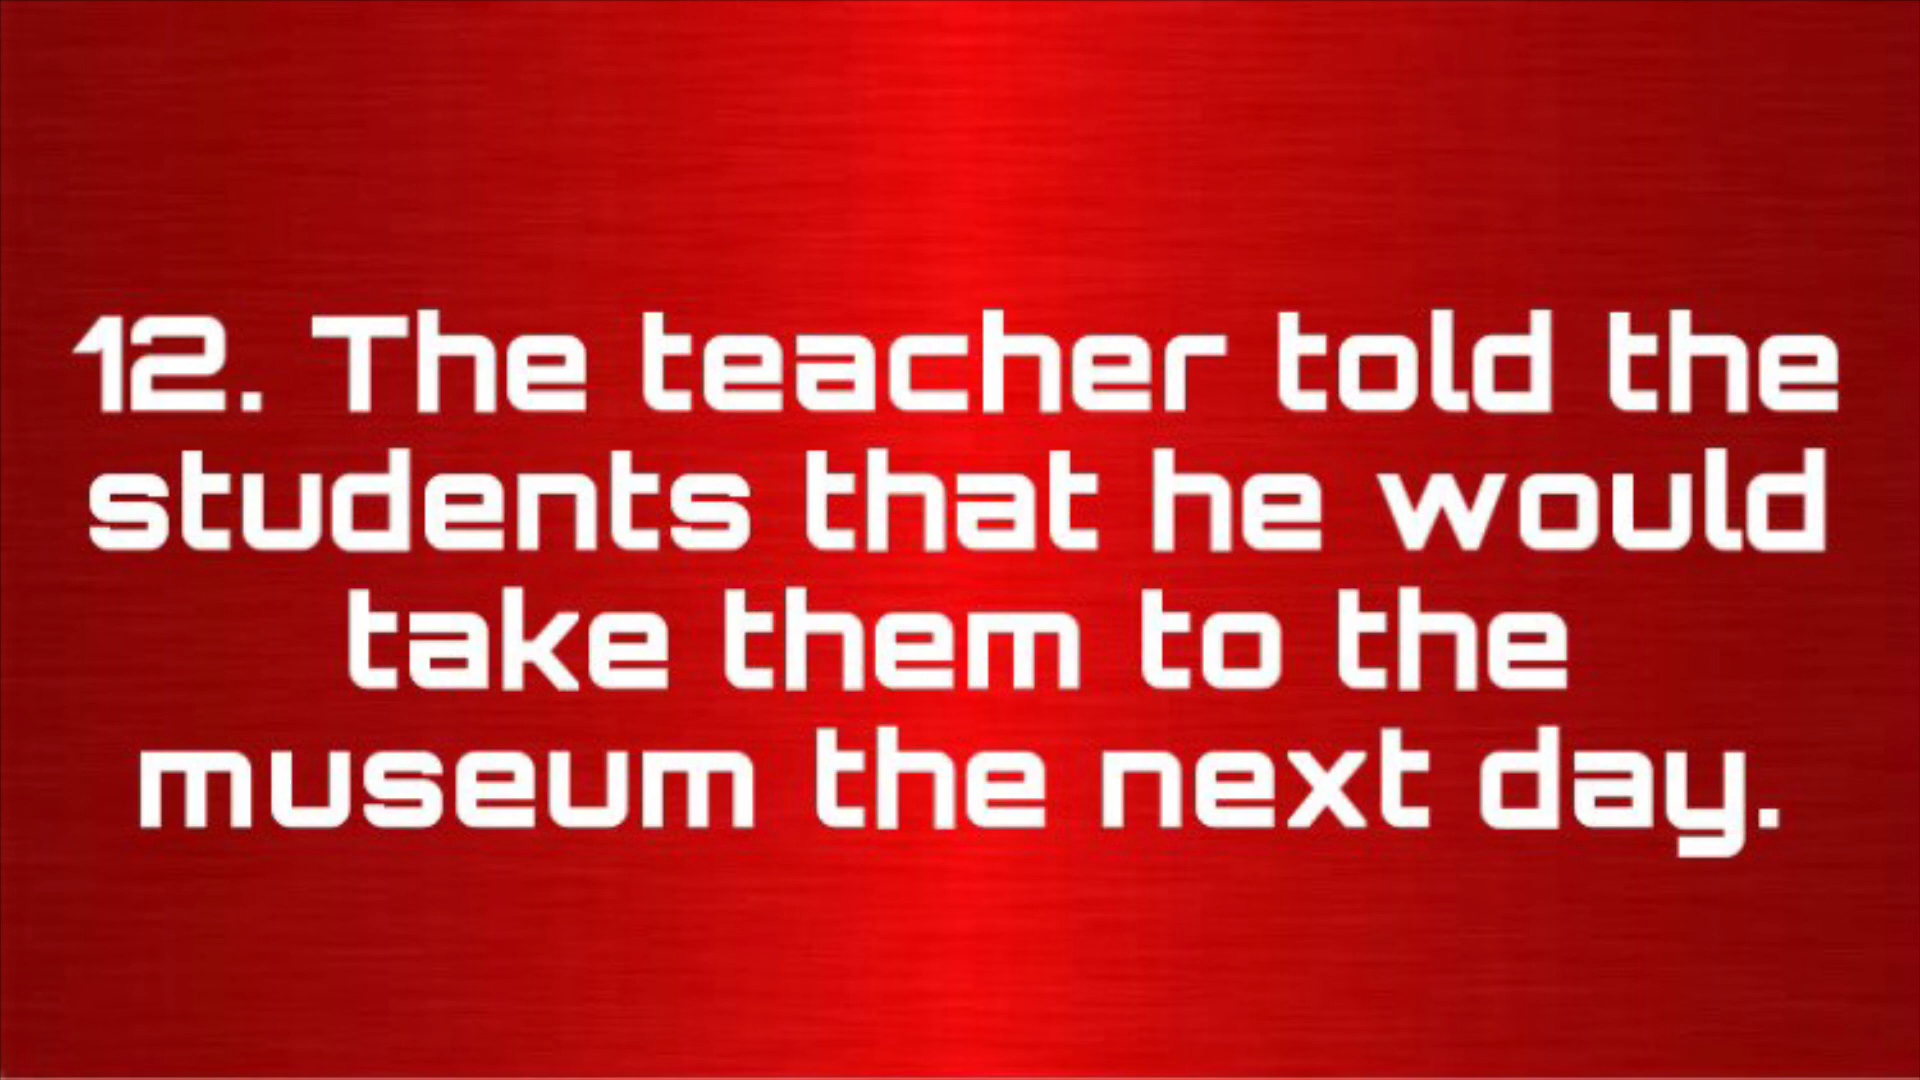 12. The teacher told the
students that he would
take them to the
museum the next day.